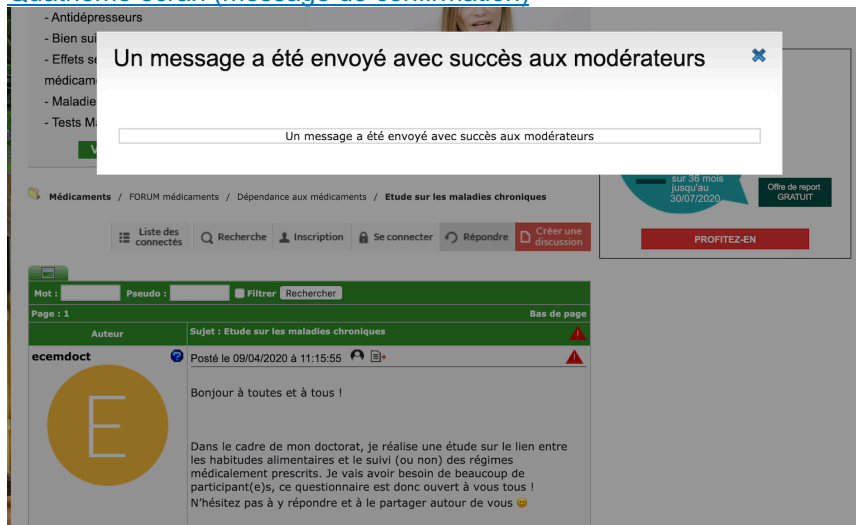 Quatrième écran (message de confirmation)
- Antidépresseurs
- Bien sui
- Effets se
médicam
- Maladie
- Tests M
V
Un message a été envoyé avec succès aux modérateurs
Un message a été envoyé avec succès aux modérateurs
sur 36 mois
jusqu'au
30/07/2020
Offre de report
GRATUIT
PROFITEZ-EN
Médicaments / FORUM médicaments / Dépendance aux médicaments / Etude sur les maladies chroniques
Liste des
connectés
Recherche
Inscription
Se connecter
Répondre
Créer une
discussion
Mot :
Pseudo :
Filtrer
Rechercher
Page : 1
Bas de page
Auteur
Sujet : Etude sur les maladies chroniques
ecemdoct
Posté le 09/04/2020 à 11:15:55
E
Bonjour à toutes et à tous !
Dans le cadre de mon doctorat, je réalise une étude sur le lien entre
les habitudes alimentaires et le suivi (ou non) des régimes
médicalement prescrits. Je vais avoir besoin de beaucoup de
participant(e)s, ce questionnaire est donc ouvert à vous tous !
N'hésitez pas à y répondre et à le partager autour de vous 😀